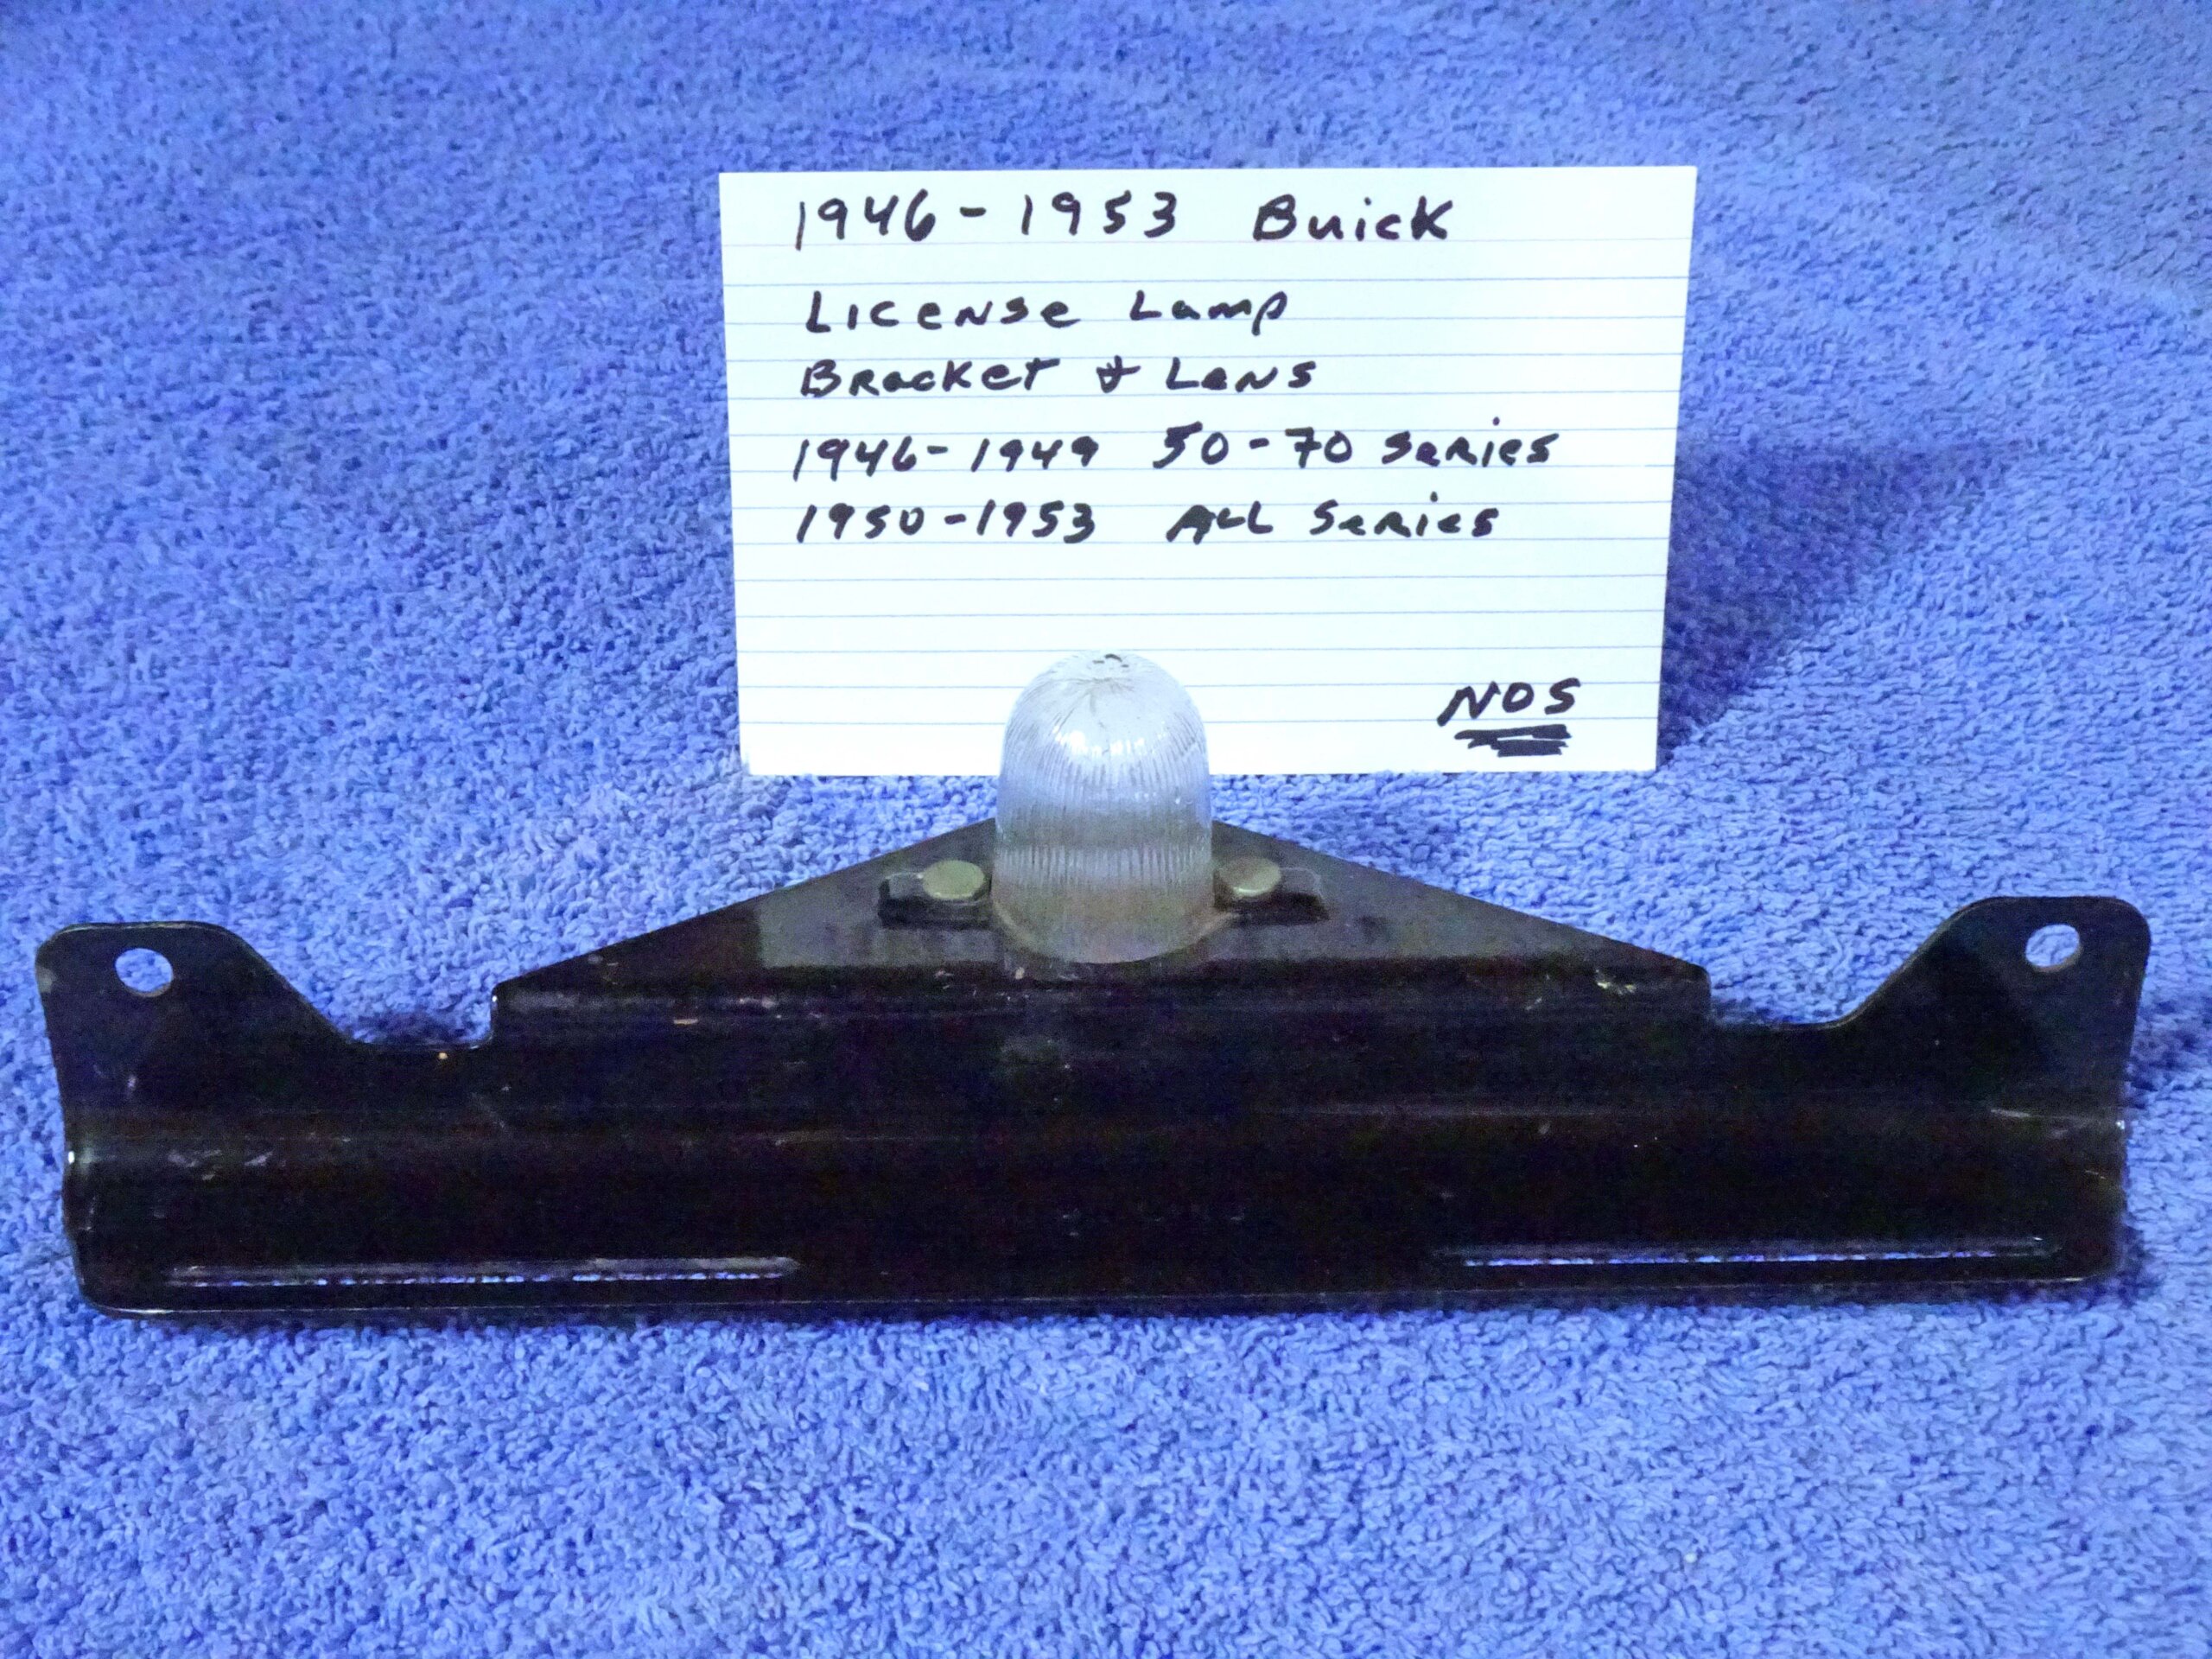 1946-1953 Buick
License Lamp
Bracket & Lens
1946-1949 50-70 Series
1950-1953 All Series
NOS